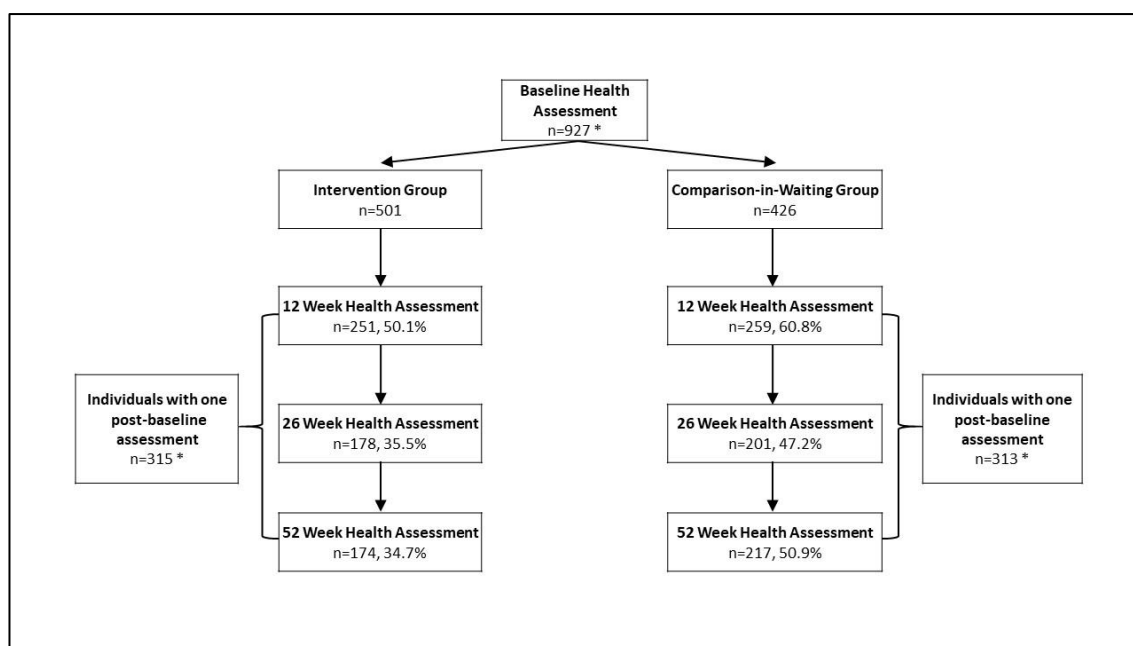 Baseline Health
Assessment
n=927 *
Intervention Group
n=501
Comparison-in-Waiting Group
n=426
12 Week Health Assessment
n=251, 50.1%
12 Week Health Assessment
n=259, 60.8%
Individuals with one
post-baseline
assessment
n=315 *
26 Week Health Assessment
n=178, 35.5%
26 Week Health Assessment
n=201, 47.2%
Individuals with one
post-baseline
assessment
n=313 *
52 Week Health Assessment
n=174, 34.7%
52 Week Health Assessment
n=217, 50.9%